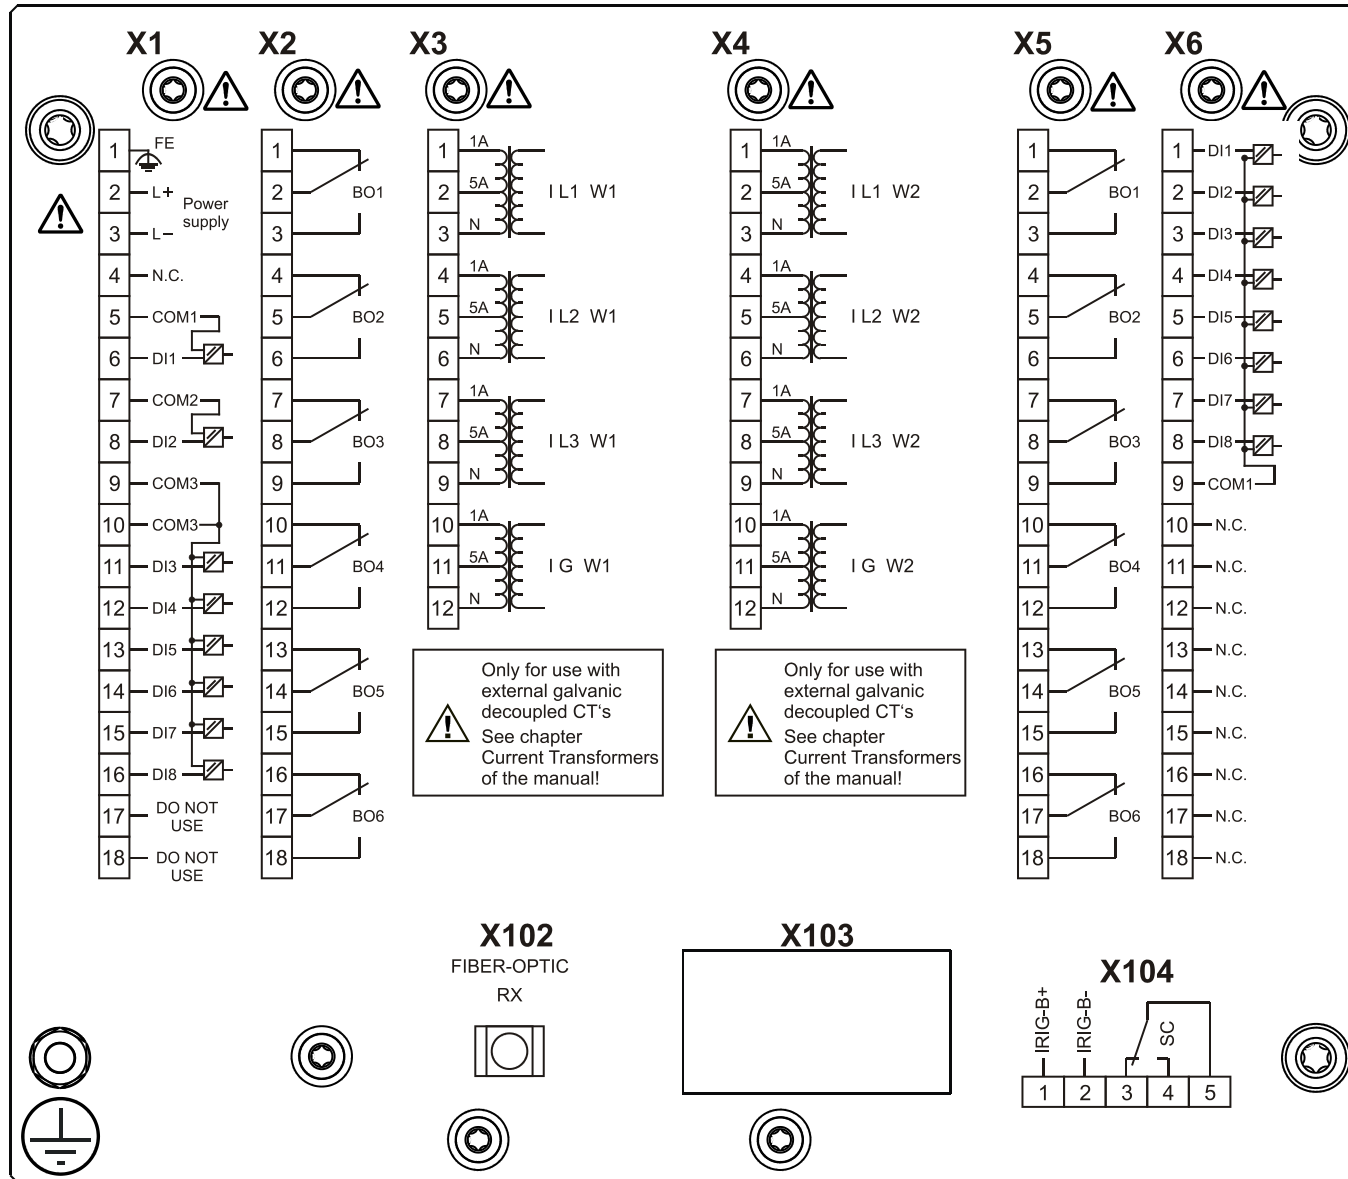 X1
1 FE
2 L+ Power
supply
3 L–
4 N.C.
5 COM1
6 DI1
7 COM2
8 DI2
9 COM3
10 COM3
11 DI3
12 DI4
13 DI5
14 DI6
15 DI7
16 DI8
17 DO NOT
USE
18 DO NOT
USE
X2
1
2 BO1
3
4
5 BO2
6
7
8 BO3
9
10
11 BO4
12
13
14 BO5
15
16
17 BO6
18
X3
1 1A
2 5A I L1 W1
3 N
4 1A
5 5A I L2 W1
6 N
7 1A
8 5A I L3 W1
9 N
10 1A
11 5A I G W1
12 N
Only for use with
external galvanic
decoupled CT‘s
See chapter
Current Transformers
of the manual!
X4
1 1A
2 5A I L1 W2
3 N
4 1A
5 5A I L2 W2
6 N
7 1A
8 5A I L3 W2
9 N
10 1A
11 5A I G W2
12 N
Only for use with
external galvanic
decoupled CT‘s
See chapter
Current Transformers
of the manual!
X5
1
2 BO1
3
4
5 BO2
6
7
8 BO3
9
10
11 BO4
12
13
14 BO5
15
16
17 BO6
18
X6
1 DI1
2 DI2
3 DI3
4 DI4
5 DI5
6 DI6
7 DI7
8 DI8
9 COM1
10 N.C.
11 N.C.
12 N.C.
13 N.C.
14 N.C.
15 N.C.
16 N.C.
17 N.C.
18 N.C.
X102
FIBER-OPTIC
RX
X103
X104
IRIG-B+
IRIG-B-
SC
1 2 3 4 5